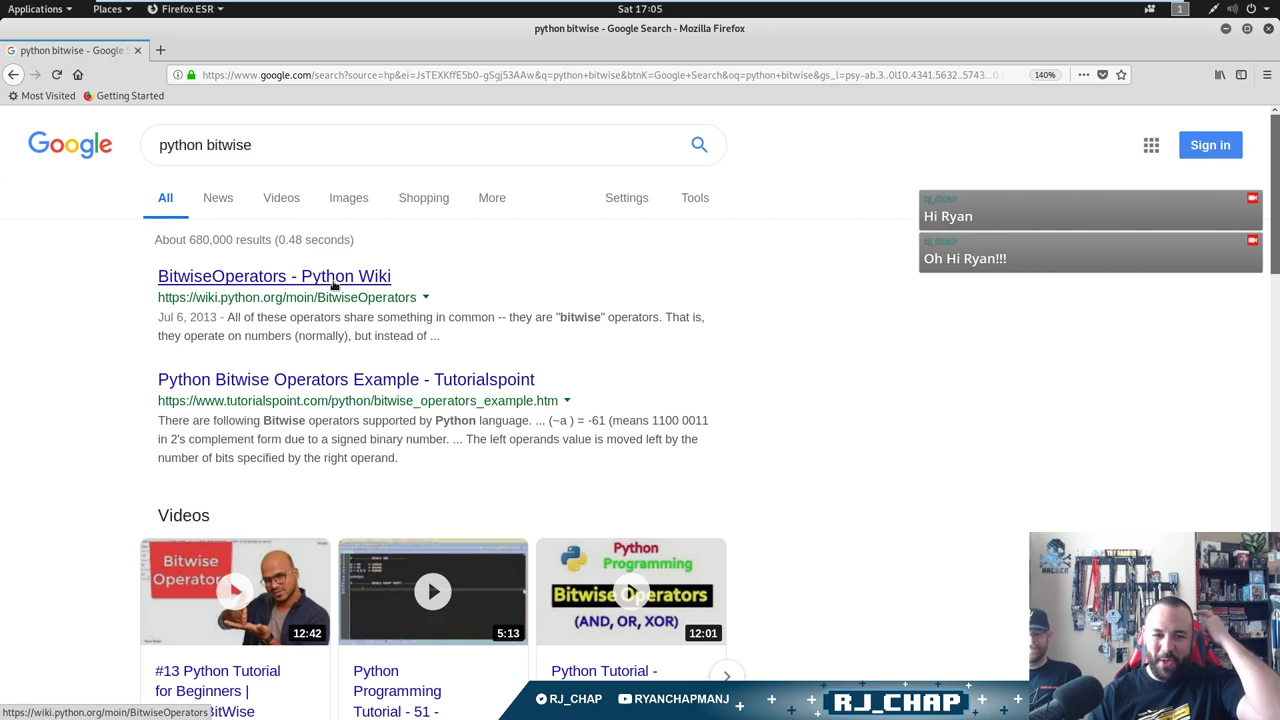 Applications
Places
Firefox ESR
Sat 17:05
1
python bitwise - Google Search - Mozilla Firefox
python bitwise - Google S
https://www.google.com/search?source=hp&ei=JsTEXKffE5b0-gSgj53AAw&q=python+bitwise&btnK=Google+Search&oq=python+bitwise&gs_l=psy-ab.3..0l10.4341.5632..5743...0.
140%
Most Visited
Getting Started
Google
python bitwise
Sign in
All
News
Videos
Images
Shopping
More
Settings
Tools
RJ_CHAP
Hi Ryan
RJ_CHAP
Oh Hi Ryan!!!
About 680,000 results (0.48 seconds)
BitwiseOperators - Python Wiki
https://wiki.python.org/moin/BitwiseOperators
Jul 6, 2013 - All of these operators share something in common -- they are "bitwise" operators. That is,
they operate on numbers (normally), but instead of ...
Python Bitwise Operators Example - Tutorialspoint
https://www.tutorialspoint.com/python/bitwise_operators_example.htm
There are following Bitwise operators supported by Python language. ... (~a ) = -61 (means 1100 0011
in 2's complement form due to a signed binary number. ... The left operands value is moved left by the
number of bits specified by the right operand.
Videos
Bitwise
Operators
12:42
5:13
Python
Programming
Bitwise Operators
(AND, OR, XOR)
12:01
#13 Python Tutorial
for Beginners |
BitWise
Python
Programming
Tutorial - 51 -
Python Tutorial -
https://wiki.python.org/moin/BitwiseOperators
RJ_CHAP
RYANCHAPMANJ
RJ_CHAP